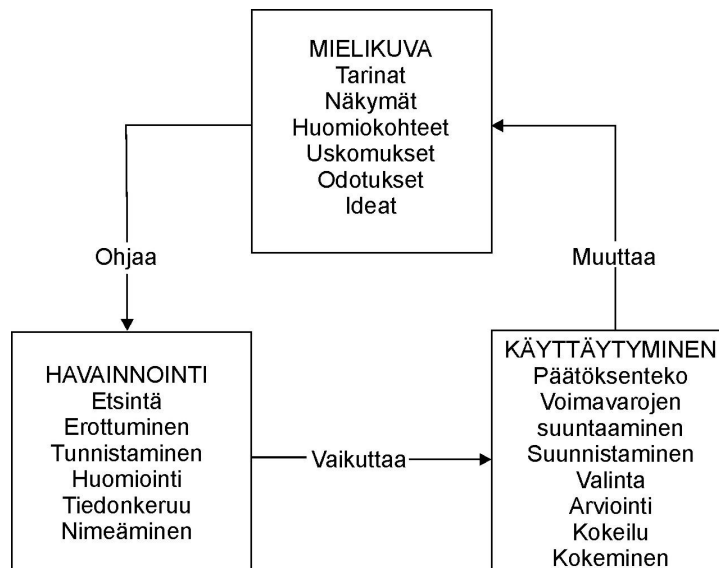 MIELIKUVA
Tarinat
Näkymät
Huomiokohteet
Uskomukset
Odotukset
Ideat
Ohjaa
Muuttaa
HAVAINNOINTI
Etsintä
Erottuminen
Tunnistaminen
Huomiointi
Tiedonkeruu
Nimeäminen
Vaikuttaa
KÄYTTÄYTYMINEN
Päätöksenteko
Voimavarojen
suuntaaminen
Suunnistaminen
Valinta
Arviointi
Kokeilu
Kokeminen